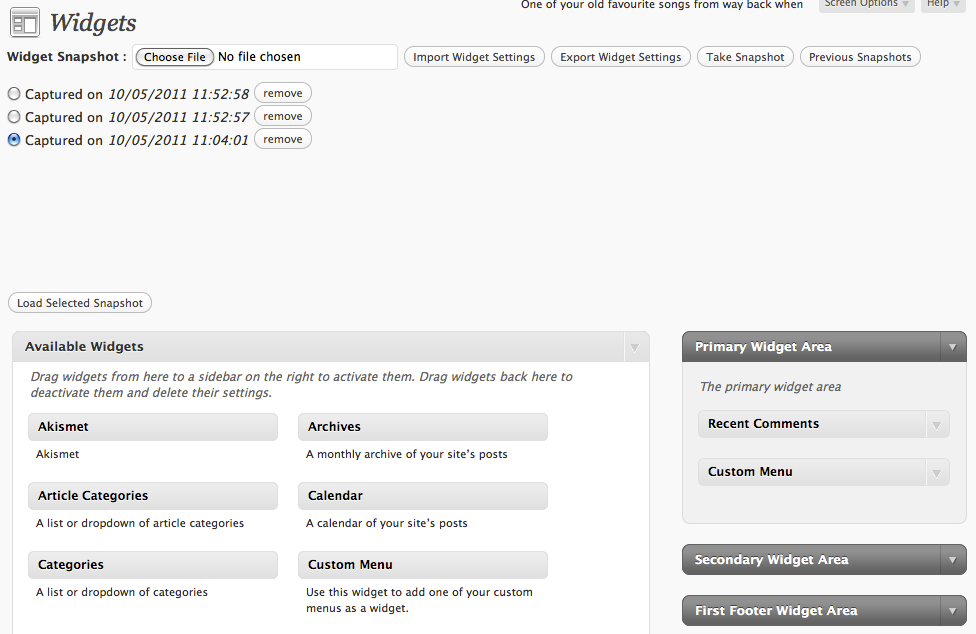 One of your old favourite songs from way back when
Screen Options
Help
Widgets
Widget Snapshot :
Choose File No file chosen
Import Widget Settings
Export Widget Settings
Take Snapshot
Previous Snapshots
Captured on 10/05/2011 11:52:58 remove
Captured on 10/05/2011 11:52:57 remove
Captured on 10/05/2011 11:04:01 remove
Load Selected Snapshot
Available Widgets
Drag widgets from here to a sidebar on the right to activate them. Drag widgets back here to
deactivate them and delete their settings.
Akismet
Akismet
Archives
A monthly archive of your site's posts
Article Categories
A list or dropdown of article categories
Calendar
A calendar of your site's posts
Categories
A list or dropdown of categories
Custom Menu
Use this widget to add one of your custom
menus as a widget.
Primary Widget Area
The primary widget area
Recent Comments
Custom Menu
Secondary Widget Area
First Footer Widget Area